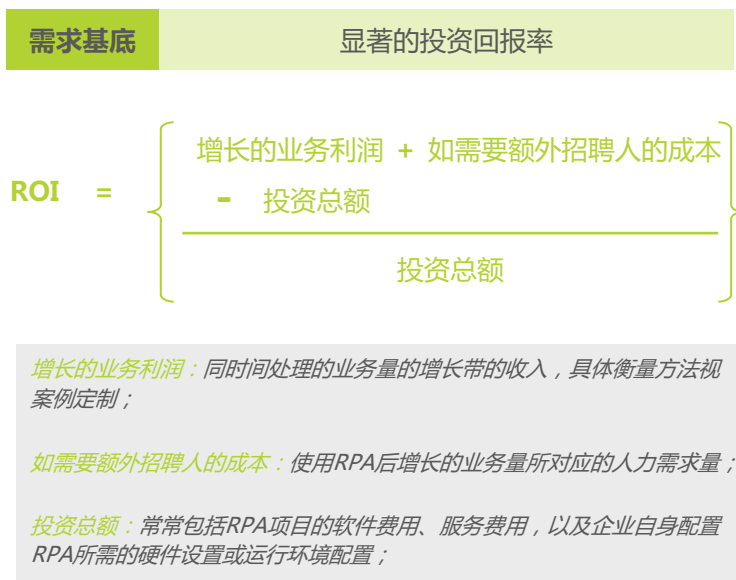 需求基底 显著的投资回报率
增长的业务利润 + 如需要额外招聘人的成本
ROI = - 投资总额
投资总额
增长的业务利润：同时间处理的业务量的增长带的收入，具体衡量方法视
案例定制；
如需要额外招聘人的成本：使用RPA后增长的业务量所对应的人力需求量；
投资总额：常常包括RPA项目的软件费用、服务费用，以及企业自身配置
RPA所需的硬件设置或运行环境配置；